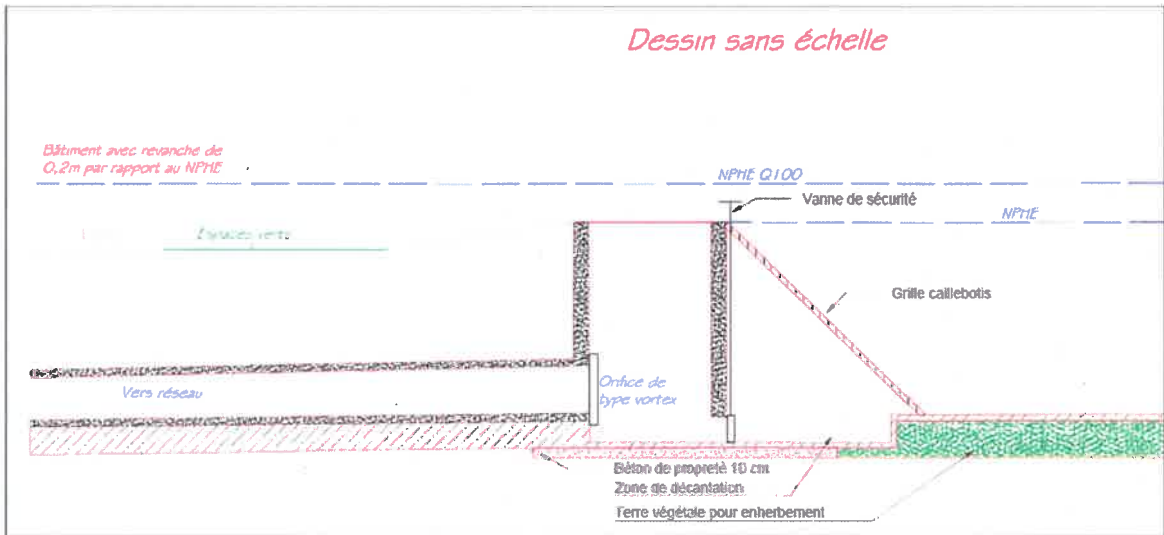 Dessin sans échelle
Bâtiment avec revanche de
0,2m par rapport au NPHE
NPHE Q100
Vanne de sécurité
NPHE
Espaces verts
Grille caillebotis
Vers réseau
Orifice de
type vortex
Béton de propreté 10 cm
Zone de décantation
Terre végétale pour enherbement